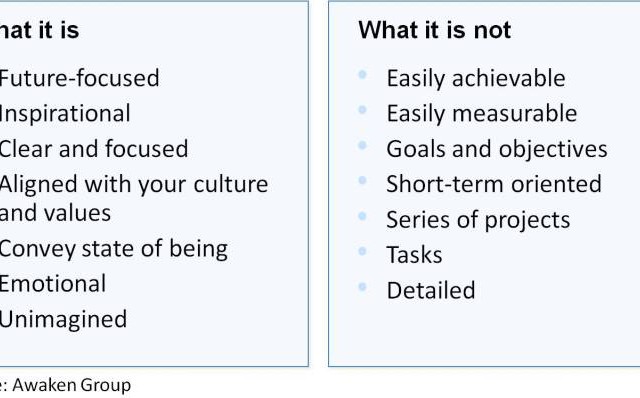 hat it is
Future-focused
Inspirational
Clear and focused
Aligned with your culture
and values
Convey state of being
Emotional
Unimagined
What it is not
Easily achievable
Easily measurable
Goals and objectives
Short-term oriented
Series of projects
Tasks
Detailed
e: Awaken Group